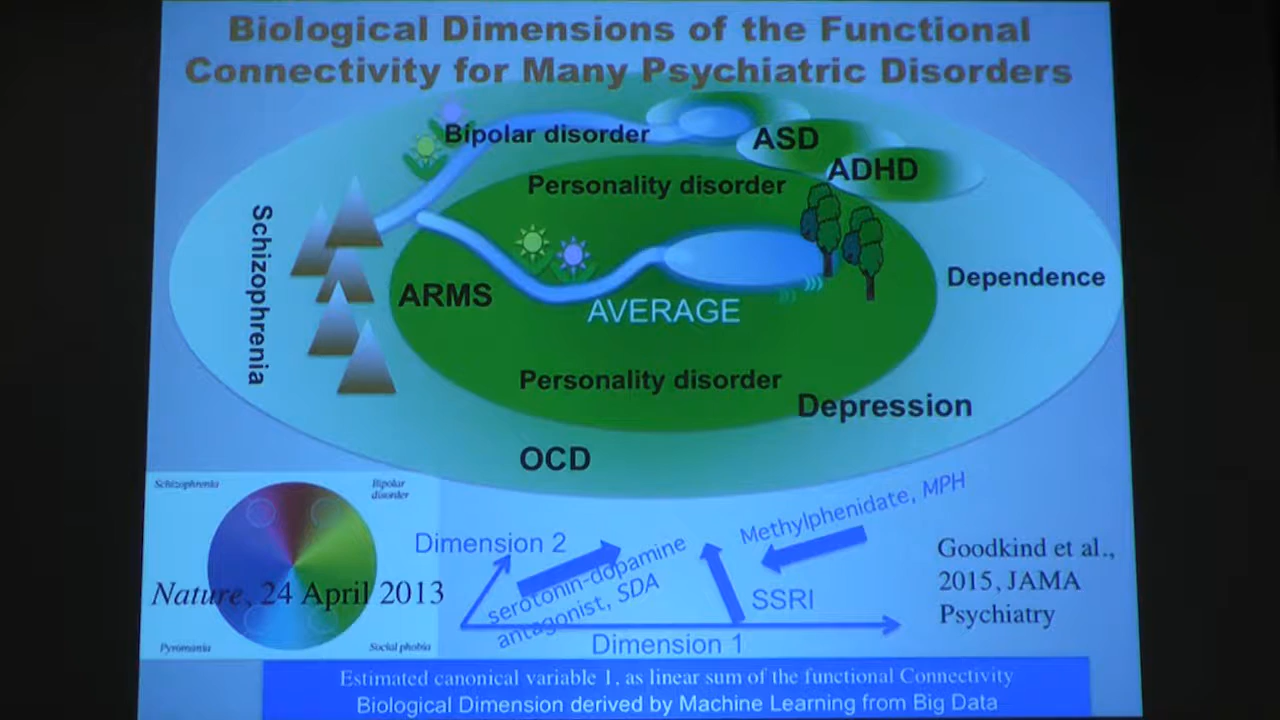 Biological Dimensions of the Functional
Connectivity for Many Psychiatric Disorders
Bipolar disorder
ASD
ADHD
Personality disorder
Schizophrenia
ARMS
AVERAGE
Dependence
Personality disorder
Depression
OCD
Schizophrenia
Bipolar
disorder
Nature, 24 April 2013
Pyromania
Social phobia
Dimension 2
serotonin-dopamine
antagonist, SDA
Methylphenidate, MPH
SSRI
Dimension 1
Goodkind et al.,
2015, JAMA
Psychiatry
Estimated canonical variable 1, as linear sum of the functional Connectivity
Biological Dimension derived by Machine Learning from Big Data